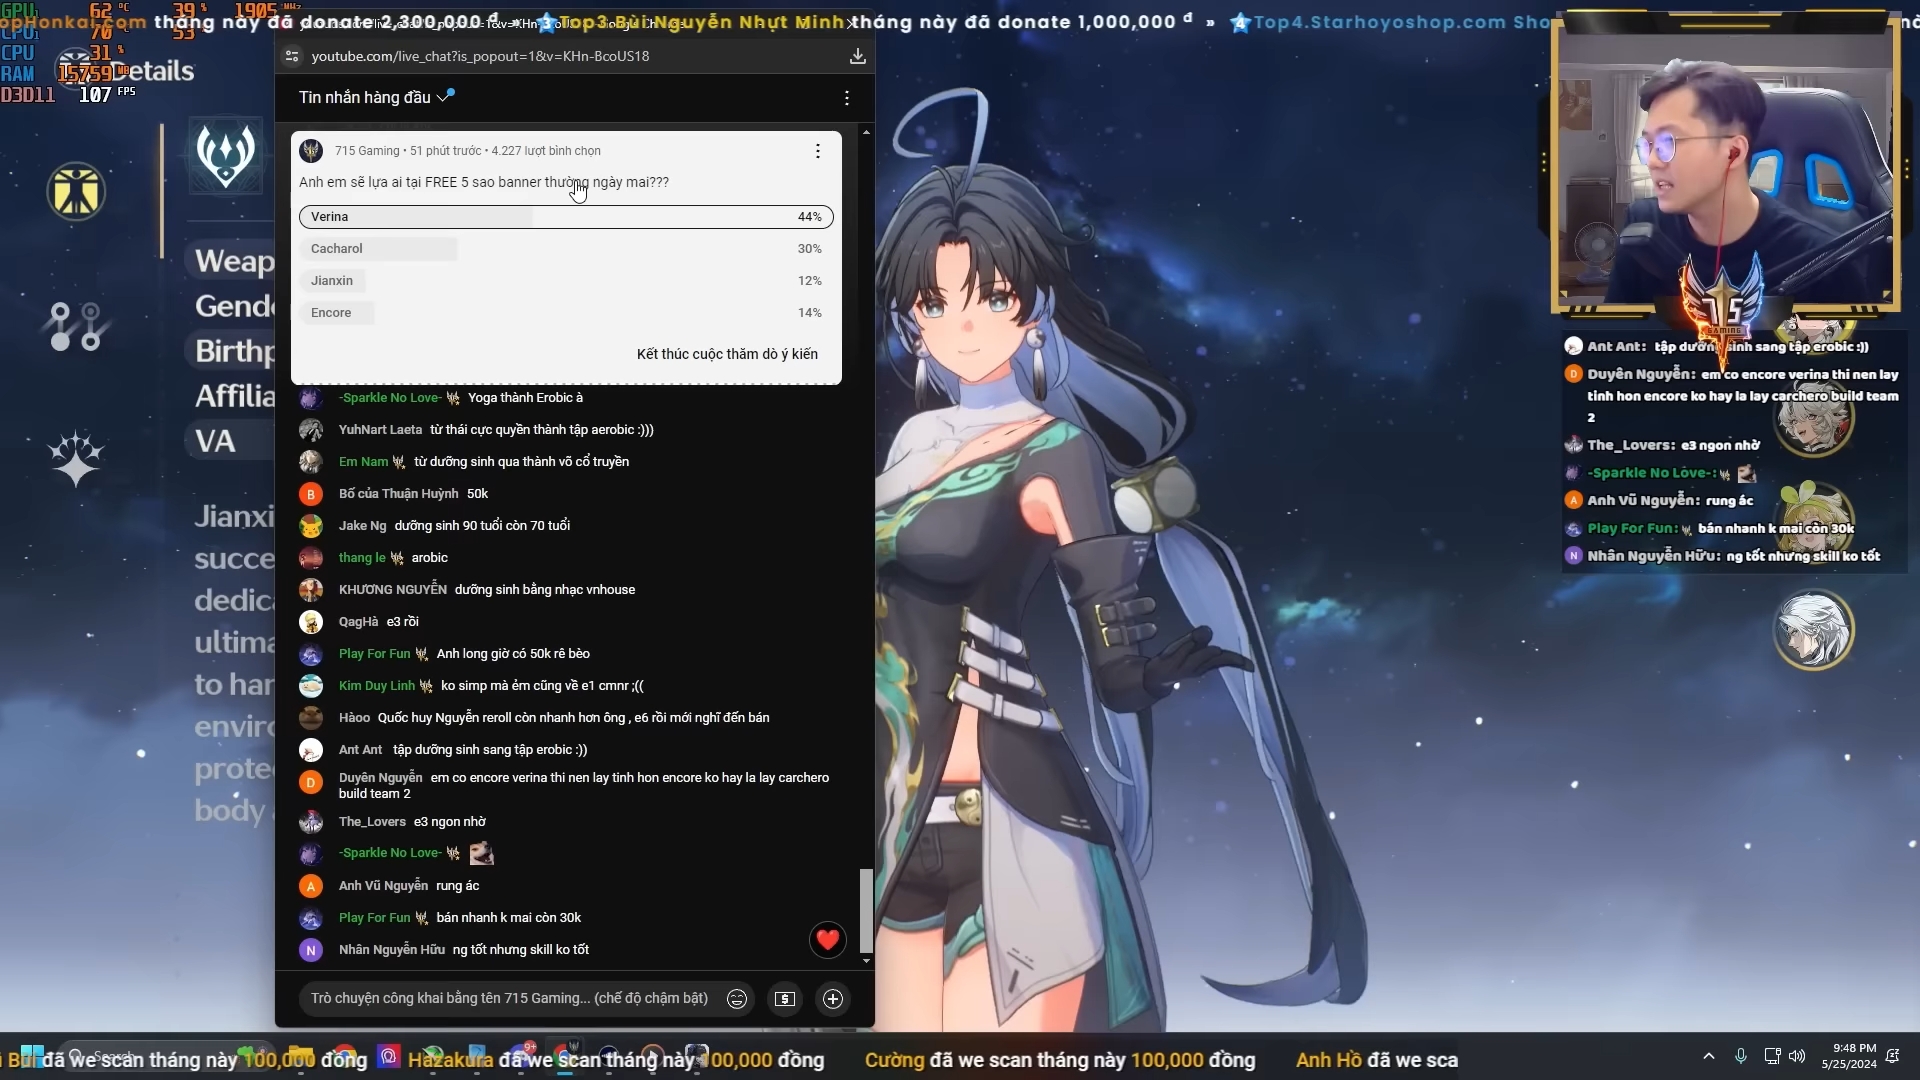 ophonkai.com tháng này đã donate 2,300,000 đ » 3 Top3.Bùi Nguyễn Nhựt Minh tháng này đã donate 1,000,000 đ » 4 Top4.Starhoyoshop.com Sho
GPU 62 °C 39 % 1905 MHz
CPU 70 °C 53
CPU 31 %
RAM 15759 MB
D3D11 107 FPS
Details
youtube.com/live_chat?is_popout=1&v=KHn-BcoUS18
Tin nhắn hàng đầu
715 Gaming • 51 phút trước • 4.227 lượt bình chọn
Anh em sẽ lựa ai tại FREE 5 sao banner thường ngày mai???
Verina 44%
Cacharol 30%
Jianxin 12%
Encore 14%
Kết thúc cuộc thăm dò ý kiến
-Sparkle No Love- Yoga thành Erobic à
YuhNart Laeta từ thái cực quyền thành tập aerobic :)))
Em Nam từ dưỡng sinh qua thành võ cổ truyền
B Bố của Thuận Huỳnh 50k
Jake Ng dưỡng sinh 90 tuổi còn 70 tuổi
thang le arobic
KHƯƠNG NGUYỄN dưỡng sinh bằng nhạc vnhouse
QagHà e3 rồi
Play For Fun Anh long giờ có 50k rẻ bèo
Kim Duy Linh ko simp mà ẻm cũng về e1 cmnr ;((
Hàoo Quốc huy Nguyễn reroll còn nhanh hơn ông , e6 rồi mới nghĩ đến bán
Ant Ant tập dưỡng sinh sang tập erobic :))
D Duyên Nguyễn em co encore verina thi nen lay tinh hon encore ko hay la lay carchero
build team 2
The_Lovers e3 ngon nhờ
-Sparkle No Love-
A Anh Vũ Nguyễn rung ác
Play For Fun bán nhanh k mai còn 30k
N Nhân Nguyễn Hữu ng tốt nhưng skill ko tốt
Trò chuyện công khai bằng tên 715 Gaming... (chế độ chậm bật)
Weap
Gend
Birthp
Affilia
VA
Jianxi
succe
dedic
ultima
to har
enviro
prote
body
GAMING
Ant Ant: tập dưỡng sinh sang tập erobic :))
D Duyên Nguyễn: em co encore verina thi nen lay
tinh hon encore ko hay la lay carchero build team
2
The_Lovers: e3 ngon nhờ
-Sparkle No Love-:
A Anh Vũ Nguyễn: rung ác
Play For Fun: bán nhanh k mai còn 30k
N Nhân Nguyễn Hữu: ng tốt nhưng skill ko tốt
Bùi đã we scan tháng này 100,000 đồng Hazakura đã we scan tháng này 100,000 đồng Cường đã we scan tháng này 100,000 đồng Anh Hồ đã we sca
9:48 PM
5/25/2024